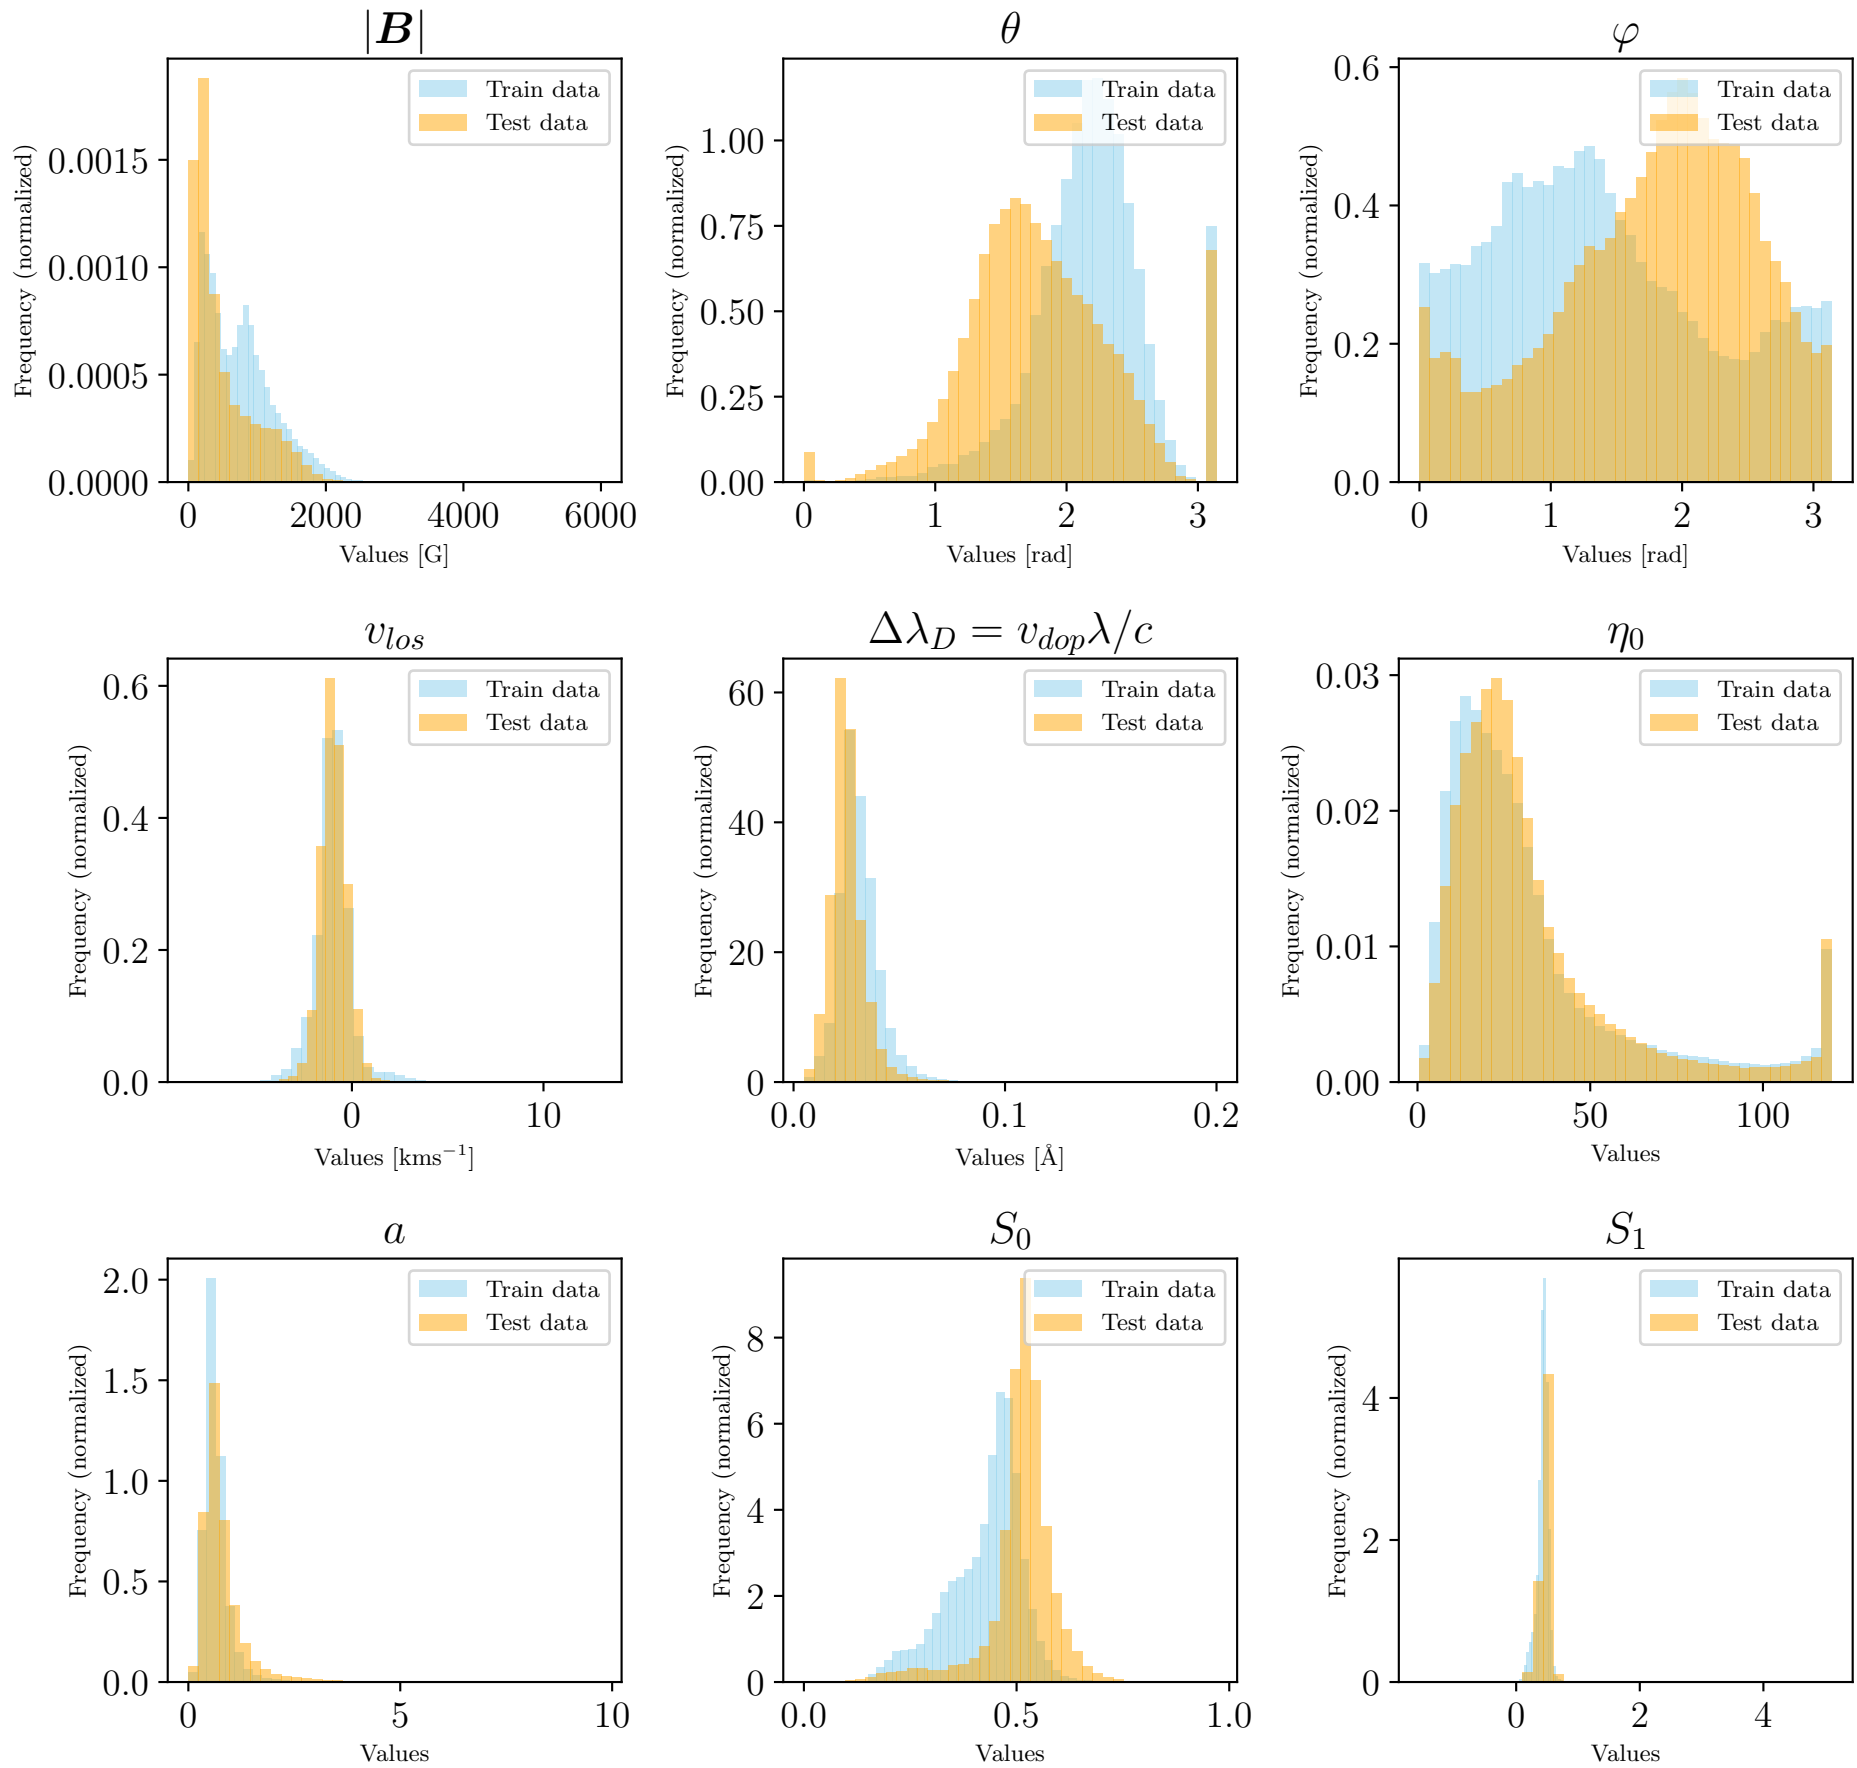 |B|
Train data
Test data
Frequency (normalized)
0.0015
0.0010
0.0005
0.0000
0 2000 4000 6000
Values [G]
θ
Train data
Test data
Frequency (normalized)
1.00
0.75
0.50
0.25
0.00
0 1 2 3
Values [rad]
φ
Train data
Test data
Frequency (normalized)
0.6
0.4
0.2
0.0
0 1 2 3
Values [rad]
v_{los}
Train data
Test data
Frequency (normalized)
0.6
0.4
0.2
0.0
0 10
Values [kms⁻¹]
Δλ_D = v_{dop}λ/c
Train data
Test data
Frequency (normalized)
60
40
20
0
0.0 0.1 0.2
Values [Å]
η₀
Train data
Test data
Frequency (normalized)
0.03
0.02
0.01
0.00
0 50 100
Values
a
Train data
Test data
Frequency (normalized)
2.0
1.5
1.0
0.5
0.0
0 5 10
Values
S₀
Train data
Test data
Frequency (normalized)
8
6
4
2
0
0.0 0.5 1.0
Values
S₁
Train data
Test data
Frequency (normalized)
4
2
0
0 2 4
Values